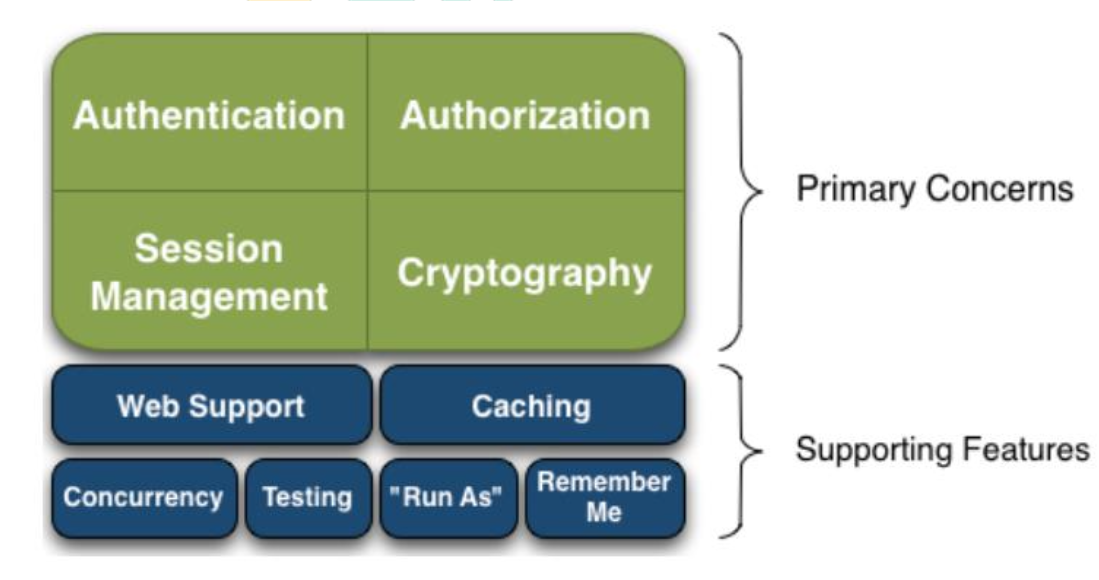 Authentication
Authorization
Session
Management
Cryptography
Primary Concerns
Web Support
Caching
Concurrency
Testing
"Run As"
Remember
Me
Supporting Features